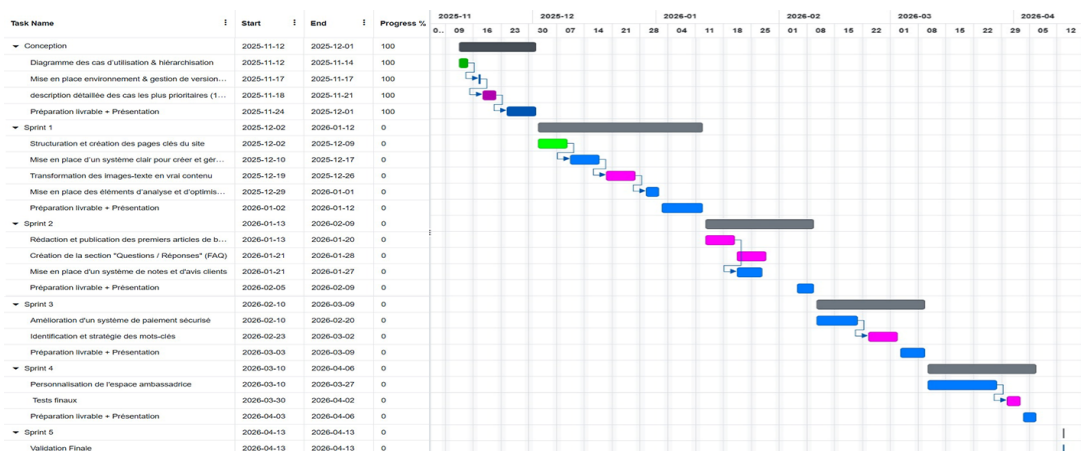 Task Name Start End Progress %
2025-11 2025-12 2026-01 2026-02 2026-03 2026-04
0.. 09 16 23 30 07 14 21 28 04 11 18 25 01 08 15 22 01 08 15 22 29 05 12
Conception 2025-11-12 2025-12-01 100
Diagramme des cas d'utilisation & hiérarchisation 2025-11-12 2025-11-14 100
Mise en place environnement & gestion de version... 2025-11-17 2025-11-17 100
description détaillée des cas les plus prioritaires (1... 2025-11-18 2025-11-21 100
Préparation livrable + Présentation 2025-11-24 2025-12-01 100
Sprint 1 2025-12-02 2026-01-12 0
Structuration et création des pages clés du site 2025-12-02 2025-12-09 0
Mise en place d'un système clair pour créer et gér... 2025-12-10 2025-12-17 0
Transformation des images-texte en vrai contenu 2025-12-19 2025-12-26 0
Mise en place des éléments d'analyse et d'optimis... 2025-12-29 2026-01-01 0
Préparation livrable + Présentation 2026-01-02 2026-01-12 0
Sprint 2 2026-01-13 2026-02-09 0
Rédaction et publication des premiers articles de b... 2026-01-13 2026-01-20 0
Création de la section "Questions / Réponses" (FAQ) 2026-01-21 2026-01-28 0
Mise en place d'un système de notes et d'avis clients 2026-01-21 2026-01-27 0
Préparation livrable + Présentation 2026-02-05 2026-02-09 0
Sprint 3 2026-02-10 2026-03-09 0
Amélioration d'un système de paiement sécurisé 2026-02-10 2026-02-20 0
Identification et stratégie des mots-clés 2026-02-23 2026-03-02 0
Préparation livrable + Présentation 2026-03-03 2026-03-09 0
Sprint 4 2026-03-10 2026-04-06 0
Personnalisation de l'espace ambassadrice 2026-03-10 2026-03-27 0
Tests finaux 2026-03-30 2026-04-02 0
Préparation livrable + Présentation 2026-04-03 2026-04-06 0
Sprint 5 2026-04-13 2026-04-13 0
Validation Finale 2026-04-13 2026-04-13 0